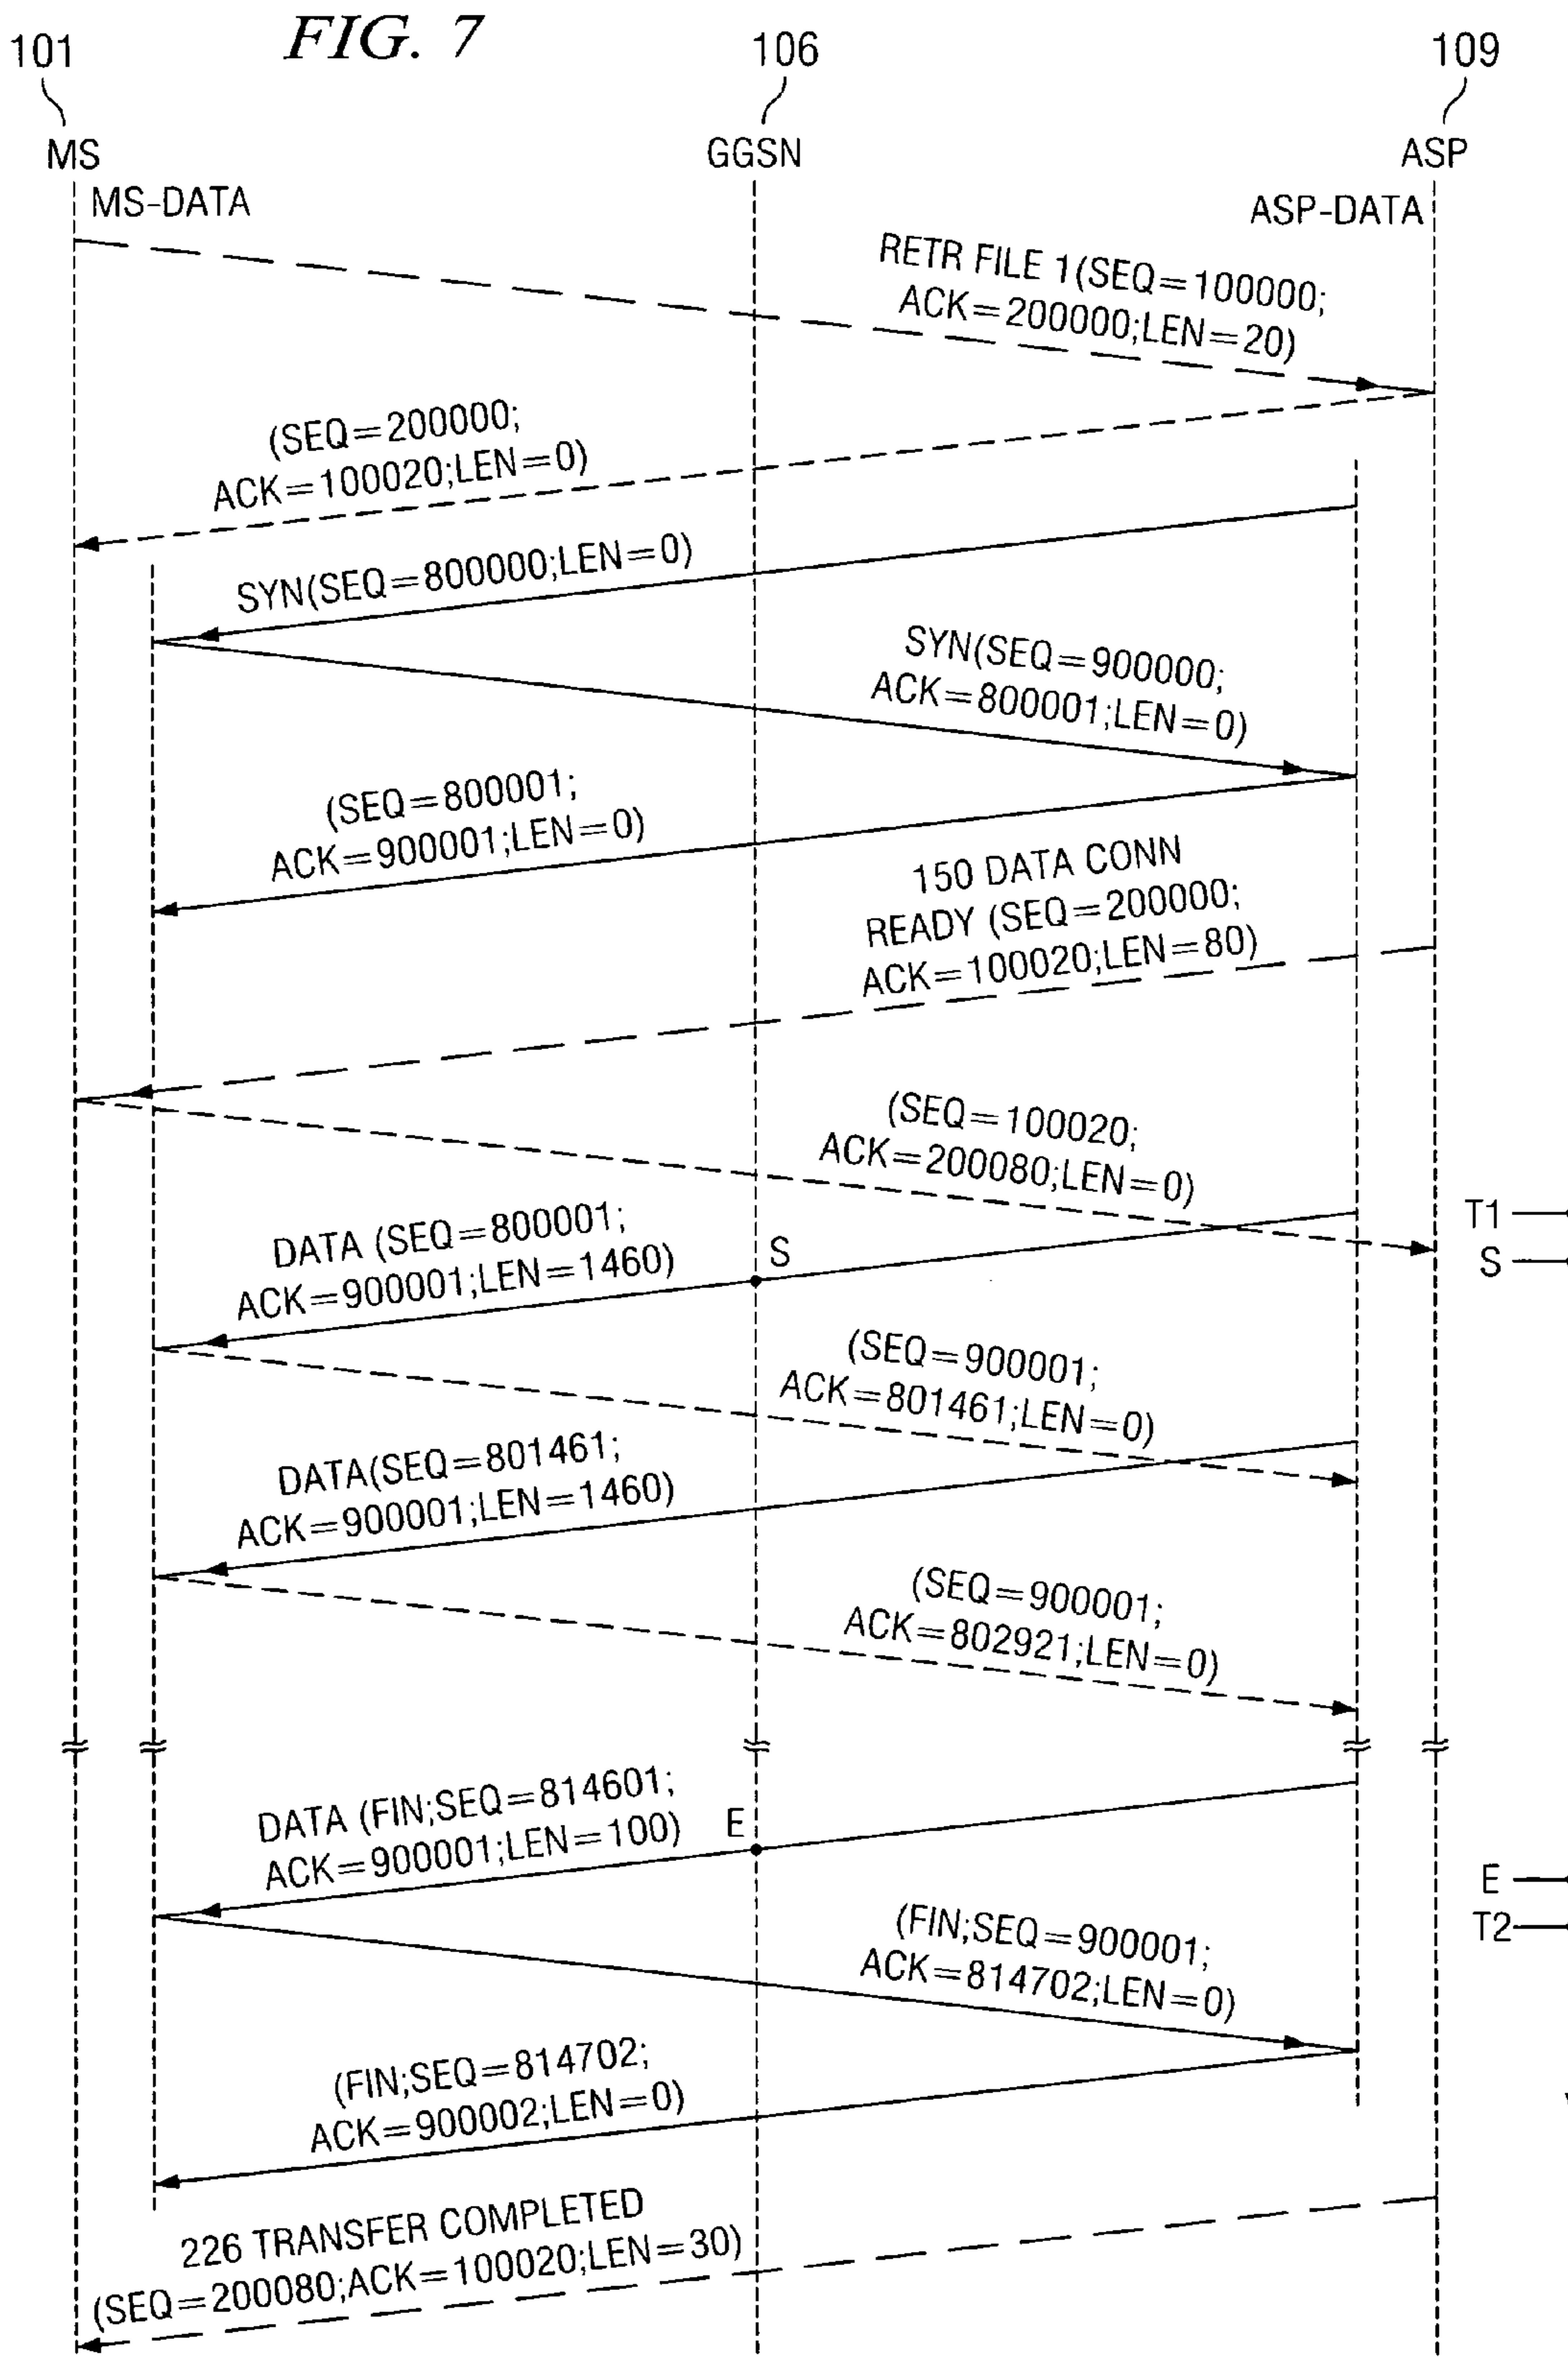 FIG. 7
101
106
109
MS
GGSN
ASP
MS-DATA
ASP-DATA
RETR FILE 1(SEQ=100000;
ACK=200000;LEN=20)
(SEQ=200000;
ACK=100020;LEN=0)
SYN(SEQ=800000;LEN=0)
SYN(SEQ=900000;
ACK=800001;LEN=0)
(SEQ=800001;
ACK=900001;LEN=0)
150 DATA CONN
READY (SEQ=200000;
ACK=100020;LEN=80)
(SEQ=100020;
ACK=200080;LEN=0)
T1
S
DATA (SEQ=800001;
ACK=900001;LEN=1460)
S
(SEQ=900001;
ACK=801461;LEN=0)
DATA(SEQ=801461;
ACK=900001;LEN=1460)
(SEQ=900001;
ACK=802921;LEN=0)
DATA (FIN;SEQ=814601;
ACK=900001;LEN=100)
E
E
T2
(FIN;SEQ=900001;
ACK=814702;LEN=0)
(FIN;SEQ=814702;
ACK=900002;LEN=0)
226 TRANSFER COMPLETED
(SEQ=200080;ACK=100020;LEN=30)